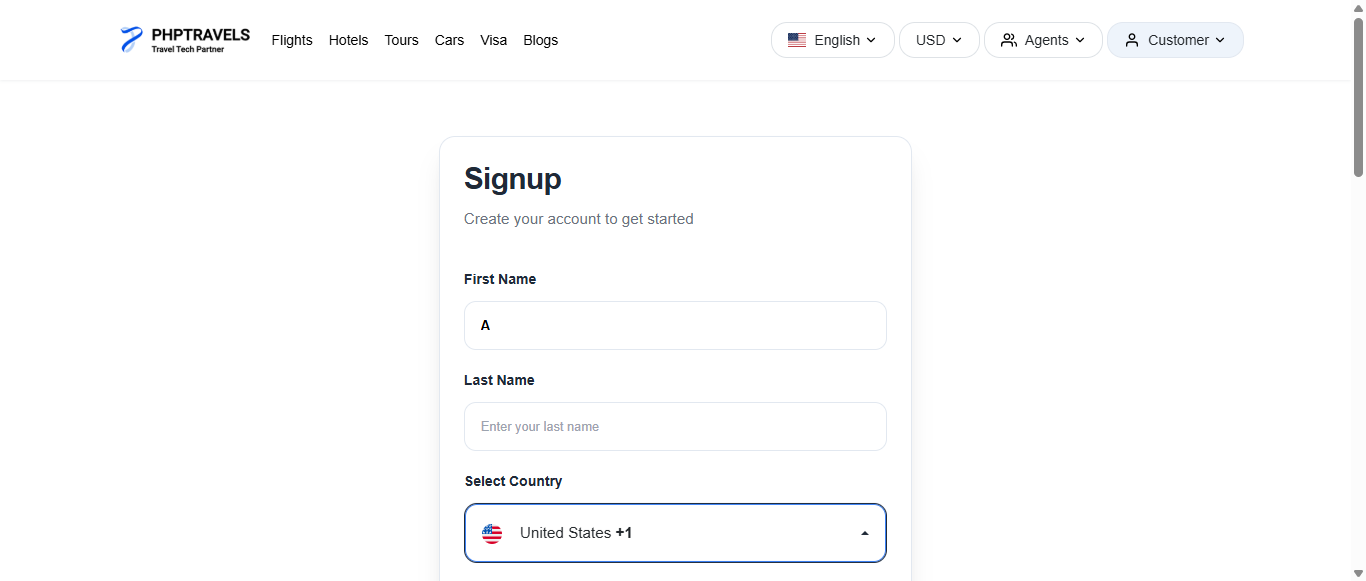 PHPTRAVELS
Travel Tech Partner
Flights Hotels Tours Cars Visa Blogs English USD Agents Customer
Signup
Create your account to get started
First Name
A
Last Name
Enter your last name
Select Country
United States +1